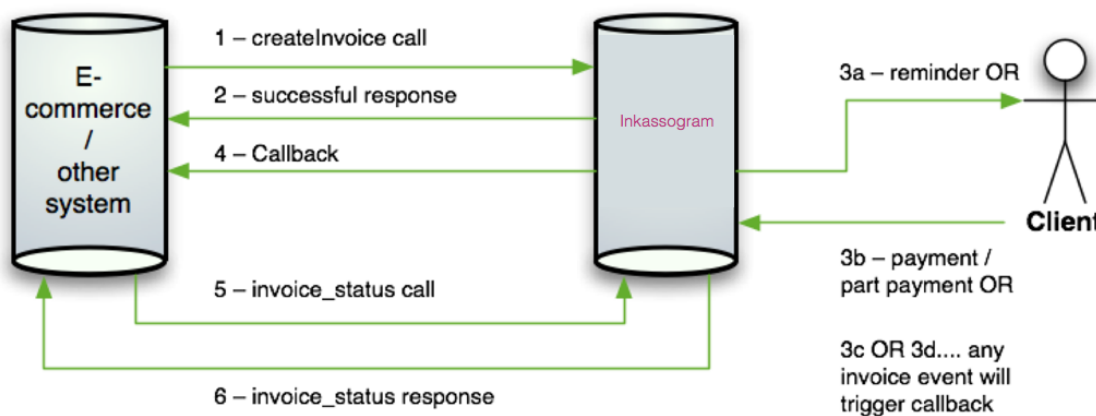 1 – createInvoice call
E-
commerce
/
other
system
2 – successful response
Inkassogram
4 – Callback
3a – reminder OR
Client
3b – payment /
part payment OR
5 – invoice_status call
3c OR 3d.... any
invoice event will
trigger callback
6 – invoice_status response